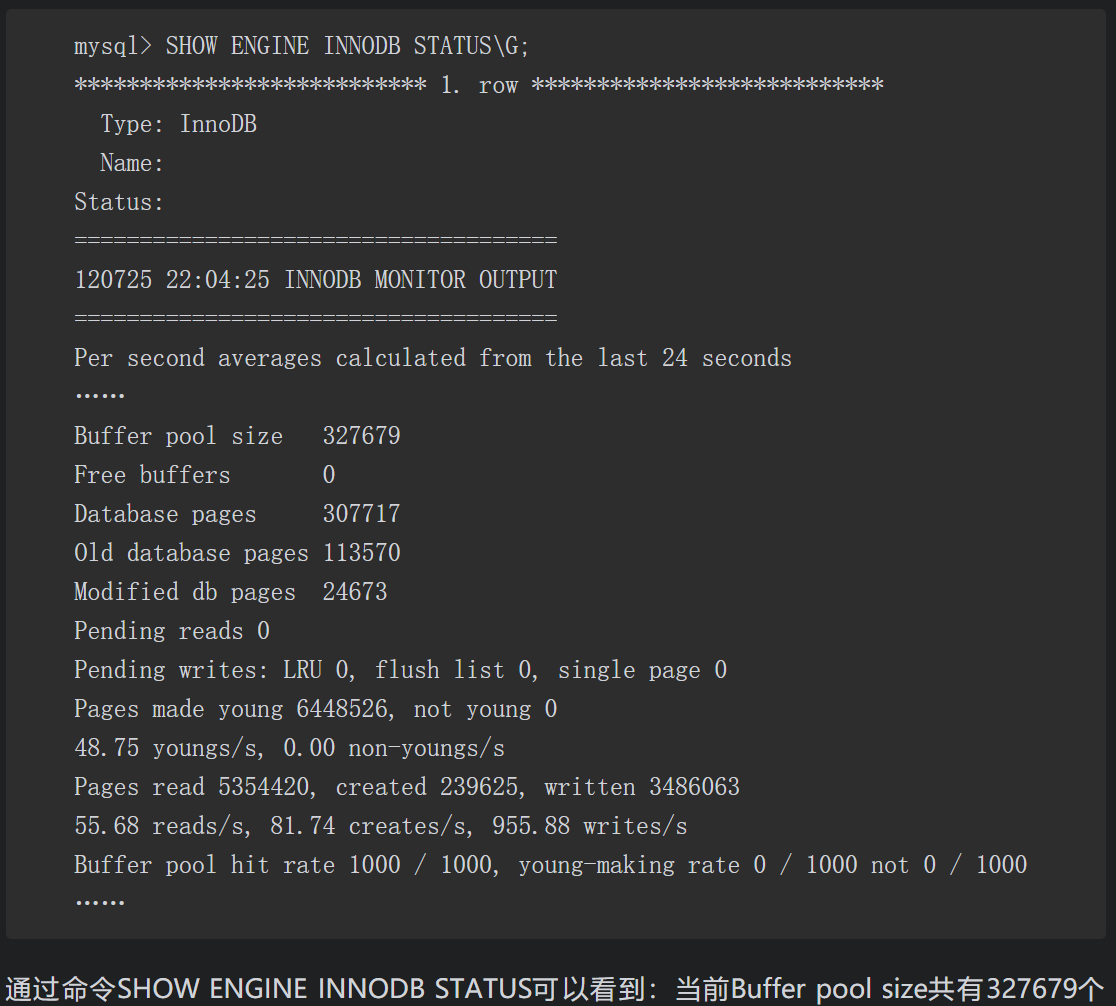 mysql> SHOW ENGINE INNODB STATUS\G;
*************************** 1. row ***************************
Type: InnoDB
Name:
Status:
=====================================
120725 22:04:25 INNODB MONITOR OUTPUT
=====================================
Per second averages calculated from the last 24 seconds
……
Buffer pool size   327679
Free buffers       0
Database pages     307717
Old database pages 113570
Modified db pages  24673
Pending reads 0
Pending writes: LRU 0, flush list 0, single page 0
Pages made young 6448526, not young 0
48.75 youngs/s, 0.00 non-youngs/s
Pages read 5354420, created 239625, written 3486063
55.68 reads/s, 81.74 creates/s, 955.88 writes/s
Buffer pool hit rate 1000 / 1000, young-making rate 0 / 1000 not 0 / 1000
……
通过命令SHOW ENGINE INNODB STATUS可以看到：当前Buffer pool size共有327679个